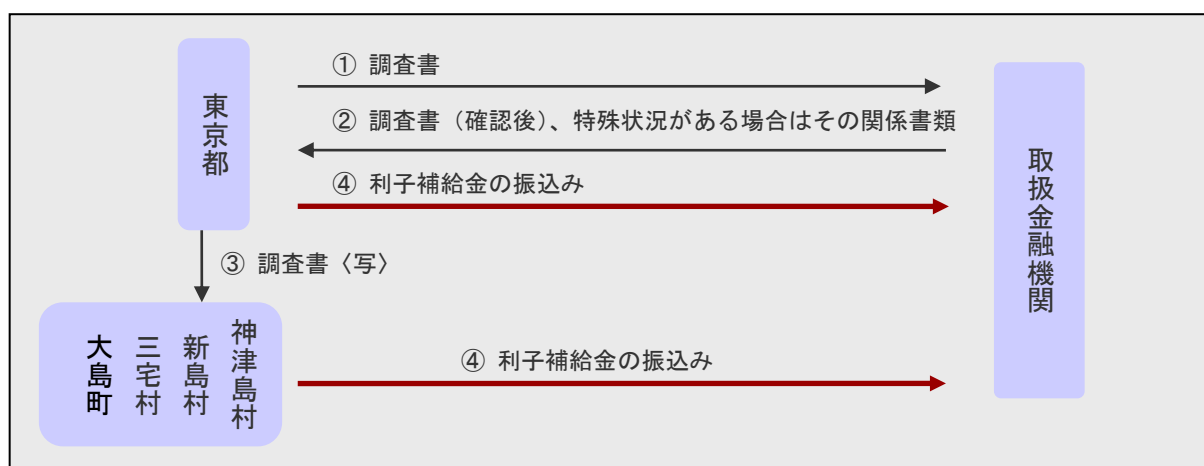 東京都
① 調査書
② 調査書（確認後）、特殊状況がある場合はその関係書類
④ 利子補給金の振込み
取扱金融機関
③ 調査書〈写〉
神津島村
新島村
三宅村
大島町
④ 利子補給金の振込み